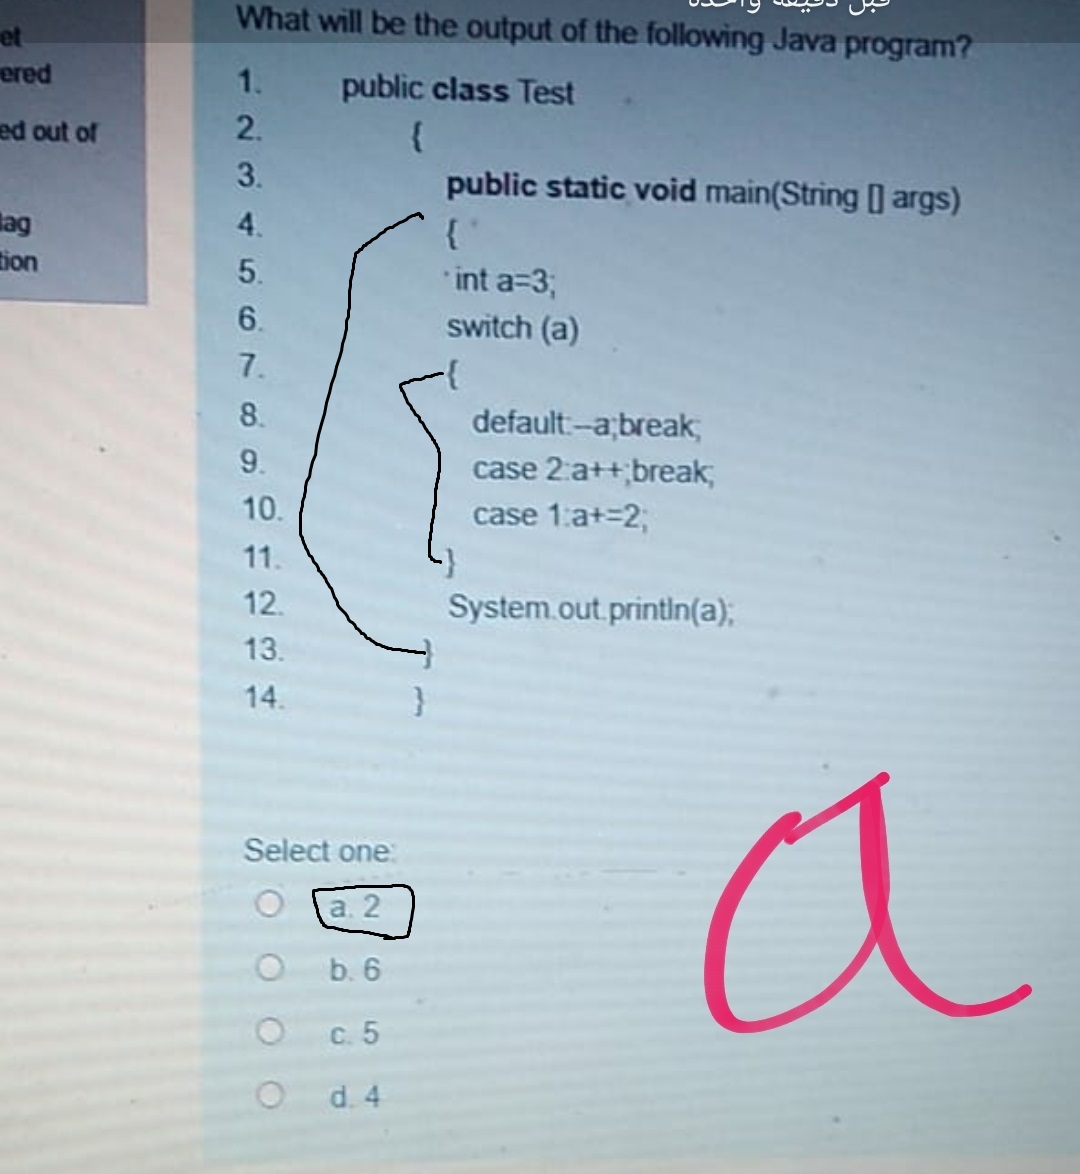 قبل دقيقة واحدة
What will be the output of the following Java program?
et
ered
ed out of
lag
tion
1. public class Test
2. {
3. public static void main(String [] args)
4. {
5. int a=3;
6. switch (a)
7. {
8. default:--a;break;
9. case 2:a++;break;
10. case 1:a+=2;
11. }
12. System.out.println(a);
13. }
14. }
Select one:
a. 2
b. 6
c. 5
d. 4
a